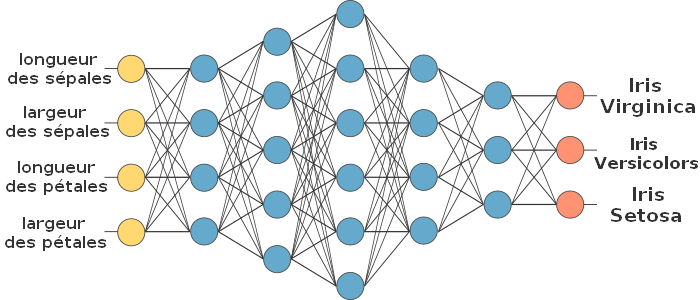 longueur
des sépales
largeur
des sépales
longueur
des pétales
largeur
des pétales
Iris
Virginica
Iris
Versicolors
Iris
Setosa